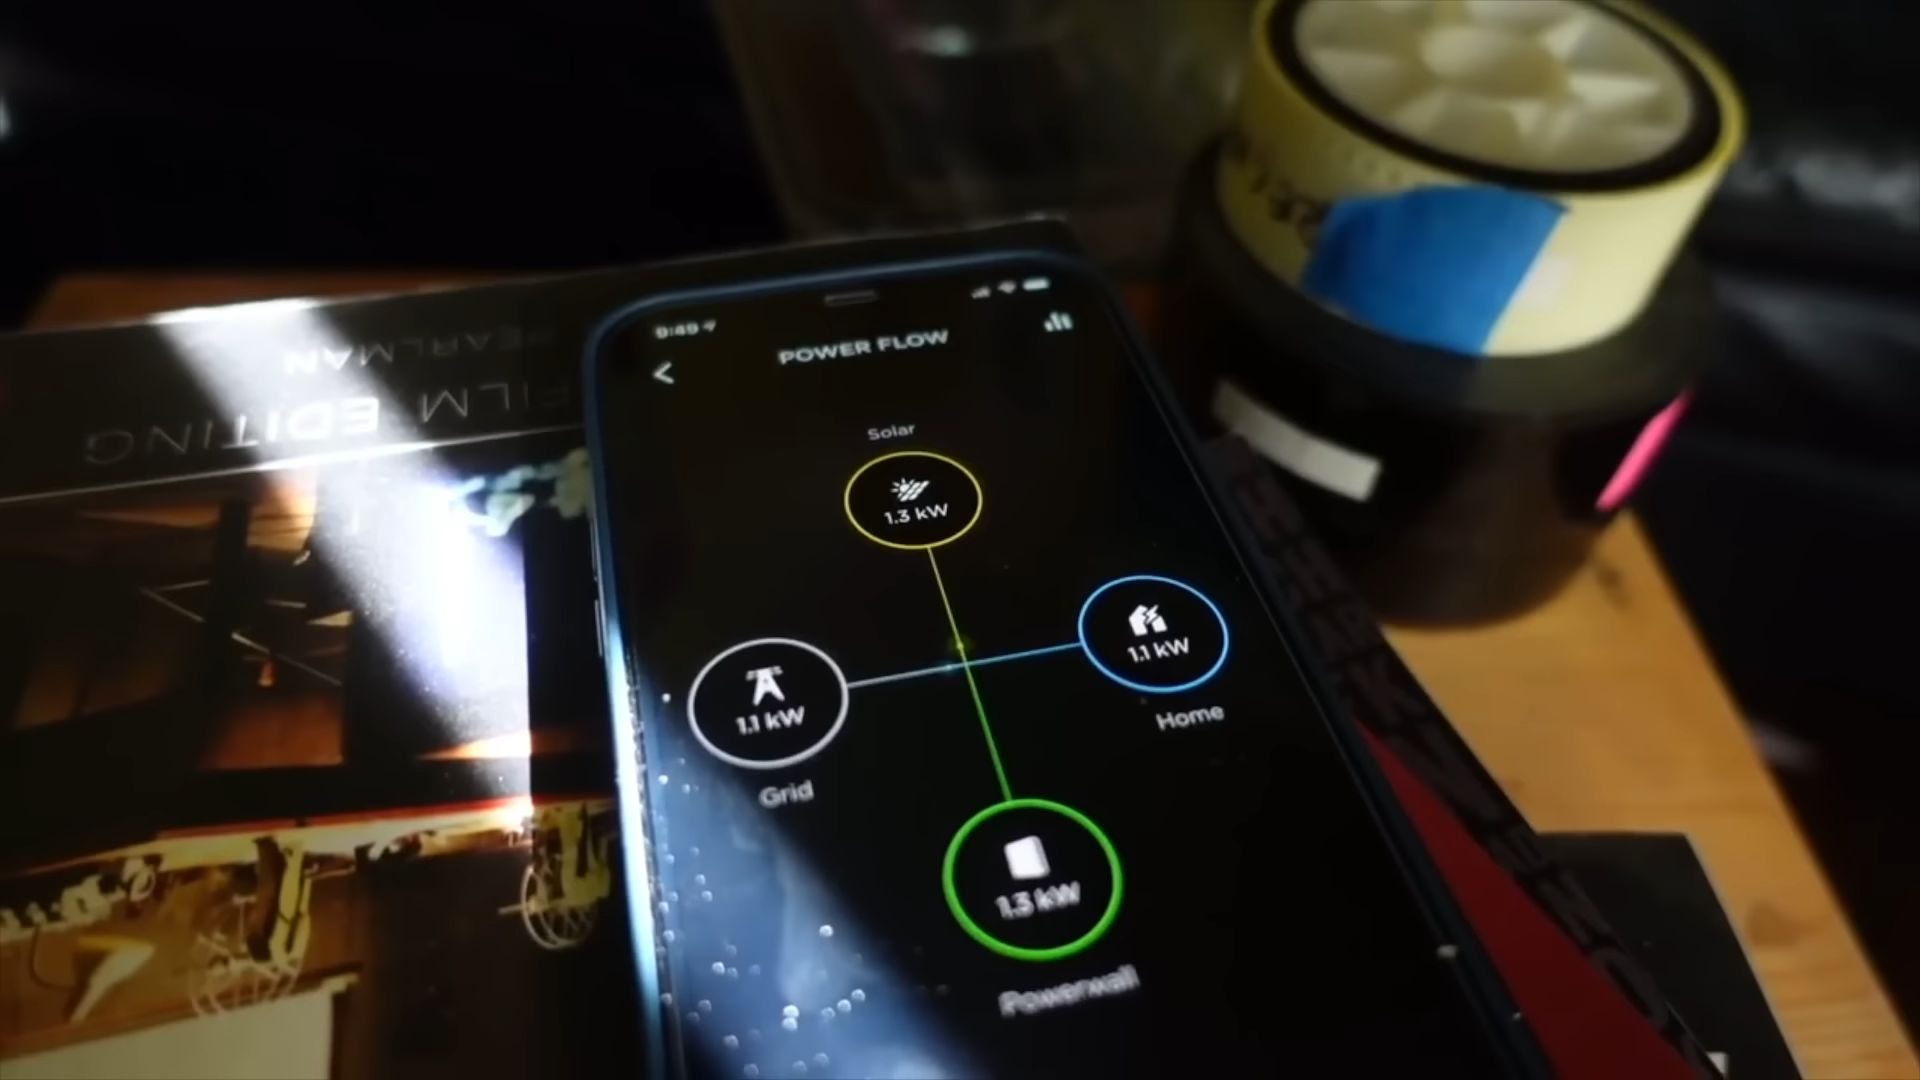 9:49
POWER FLOW
Solar
1.3 kW
1.1 kW
Home
1.1 kW
Grid
1.3 kW
Powerwall
FILM EDITING
PEARLMAN